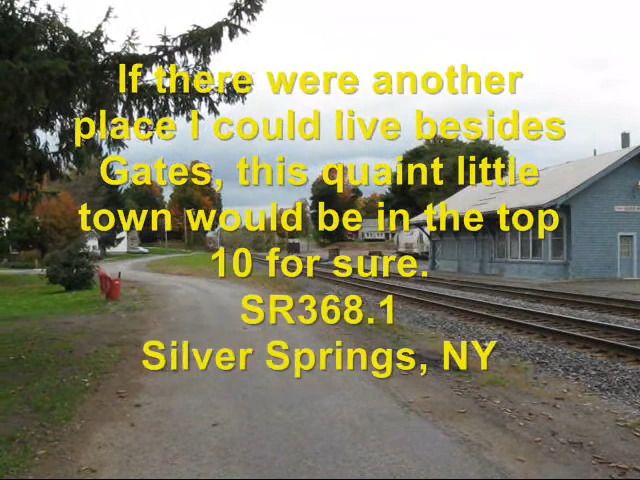 If there were another
place I could live besides
Gates, this quaint little
town would be in the top
10 for sure.
SR368.1
Silver Springs, NY